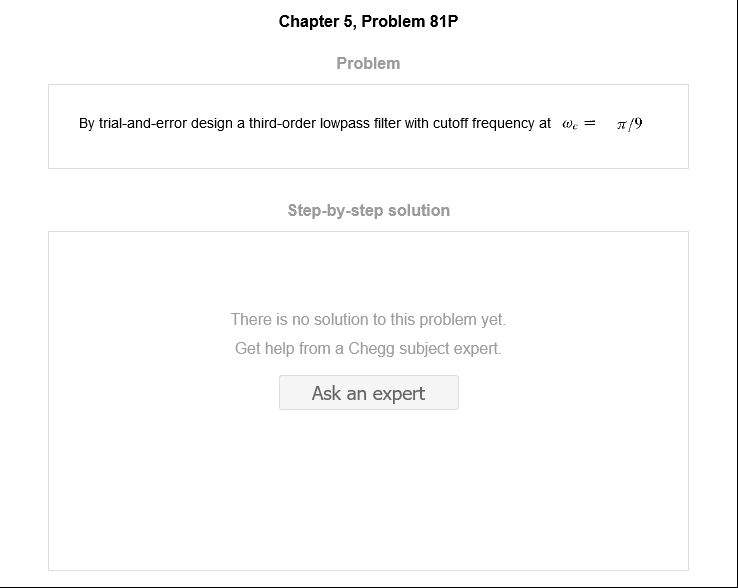 Chapter 5, Problem 81P
Problem
By trial-and-error design a third-order lowpass filter with cutoff frequency at ω_c = π/9
Step-by-step solution
There is no solution to this problem yet.
Get help from a Chegg subject expert.
Ask an expert